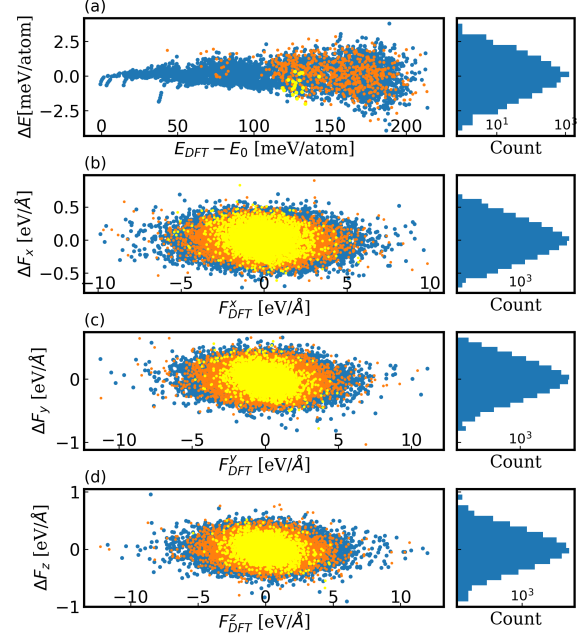 (a)
ΔE[meV/atom]
2.5
0.0
−2.5
0 50 100 150 200
E_DFT − E_0 [meV/atom]
10^1 10^3
Count
(b)
ΔF_x [eV/Å]
0.5
0.0
−0.5
−10 −5 0 5 10
F^x_DFT [eV/Å]
10^3
Count
(c)
ΔF_y [eV/Å]
0
−1
−10 −5 0 5 10
F^y_DFT [eV/Å]
10^3
Count
(d)
ΔF_z [eV/Å]
1
0
−1
−10 −5 0 5 10
F^z_DFT [eV/Å]
10^3
Count